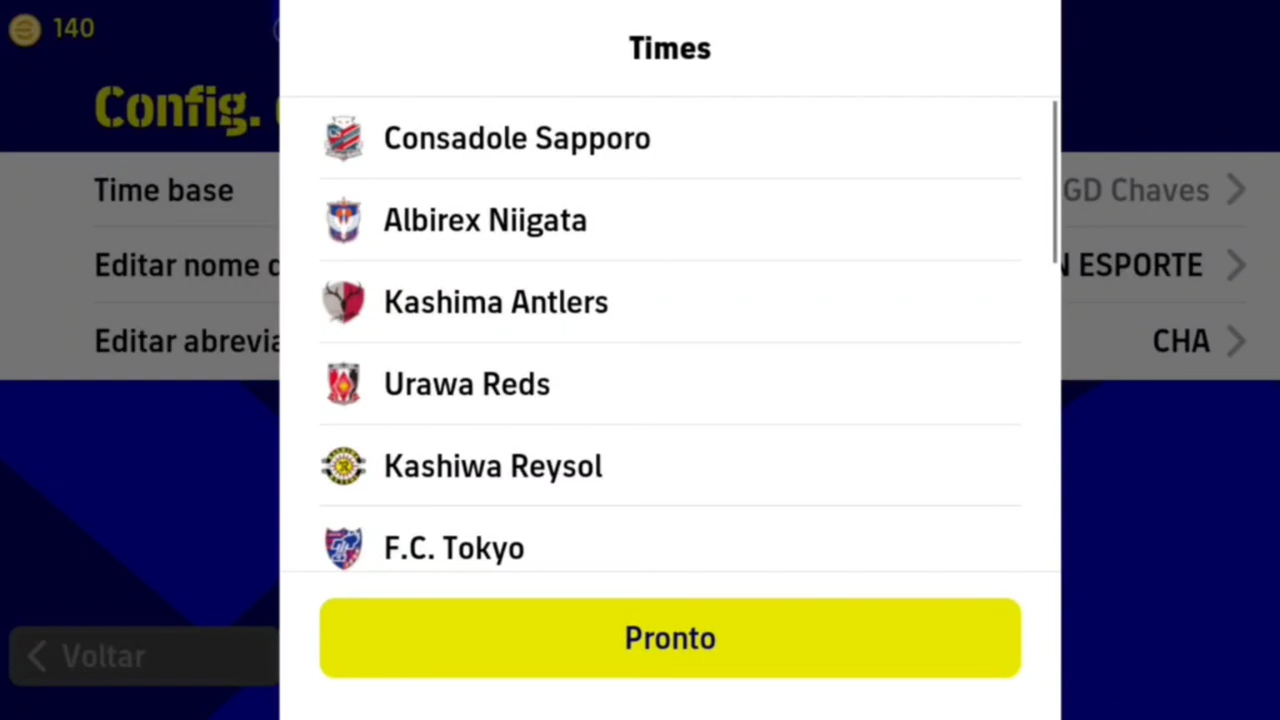 140
Times
Config.
Consadole Sapporo
Time base
GD Chaves
Albirex Niigata
Editar nome
N ESPORTE
Kashima Antlers
Editar abrevia
CHA
Urawa Reds
Kashiwa Reysol
F.C. Tokyo
Pronto
Voltar